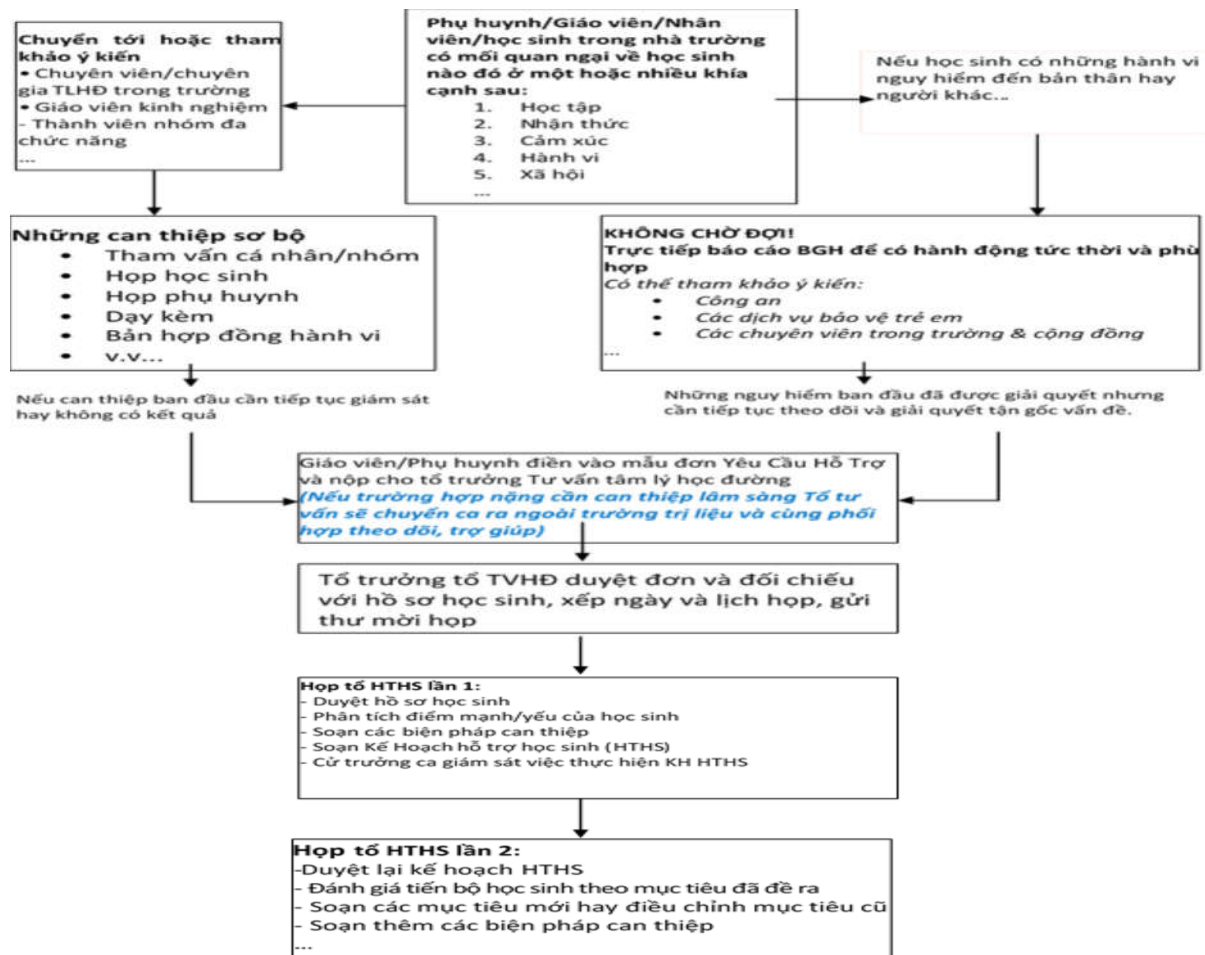 Chuyển tới hoặc tham
khảo ý kiến
• Chuyên viên/chuyên
gia TLHĐ trong trường
• Giáo viên kinh nghiệm
- Thành viên nhóm đa
chức năng
...
Phụ huynh/Giáo viên/Nhân
viên/học sinh trong nhà trường
có mối quan ngại về học sinh
nào đó ở một hoặc nhiều khía
cạnh sau:
1. Học tập
2. Nhận thức
3. Cảm xúc
4. Hành vi
5. Xã hội
...
Nếu học sinh có những hành vi
nguy hiểm đến bản thân hay
người khác...
Những can thiệp sơ bộ
• Tham vấn cá nhân/nhóm
• Họp học sinh
• Họp phụ huynh
• Dạy kèm
• Bản hợp đồng hành vi
• v.v...
KHÔNG CHỜ ĐỢI!
Trực tiếp báo cáo BGH để có hành động tức thời và phù
hợp
Có thể tham khảo ý kiến:
• Công an
• Các dịch vụ bảo vệ trẻ em
• Các chuyên viên trong trường & cộng đồng
...
Nếu can thiệp ban đầu cần tiếp tục giám sát
hay không có kết quả
Những nguy hiểm ban đầu đã được giải quyết nhưng
cần tiếp tục theo dõi và giải quyết tận gốc vấn đề.
Giáo viên/Phụ huynh điền vào mẫu đơn Yêu Cầu Hỗ Trợ
và nộp cho tổ trưởng Tư vấn tâm lý học đường
(Nếu trường hợp nặng cần can thiệp lâm sàng Tổ tư
vấn sẽ chuyển ca ra ngoài trường trị liệu và cùng phối
hợp theo dõi, trợ giúp)
Tổ trưởng tổ TVHĐ duyệt đơn và đối chiếu
với hồ sơ học sinh, xếp ngày và lịch họp, gửi
thư mời họp
Họp tổ HTHS lần 1:
- Duyệt hồ sơ học sinh
- Phân tích điểm mạnh/yếu của học sinh
- Soạn các biện pháp can thiệp
- Soạn Kế Hoạch hỗ trợ học sinh (HTHS)
- Cử trưởng ca giám sát việc thực hiện KH HTHS
Họp tổ HTHS lần 2:
-Duyệt lại kế hoạch HTHS
- Đánh giá tiến bộ học sinh theo mục tiêu đã đề ra
- Soạn các mục tiêu mới hay điều chỉnh mục tiêu cũ
- Soạn thêm các biện pháp can thiệp
...